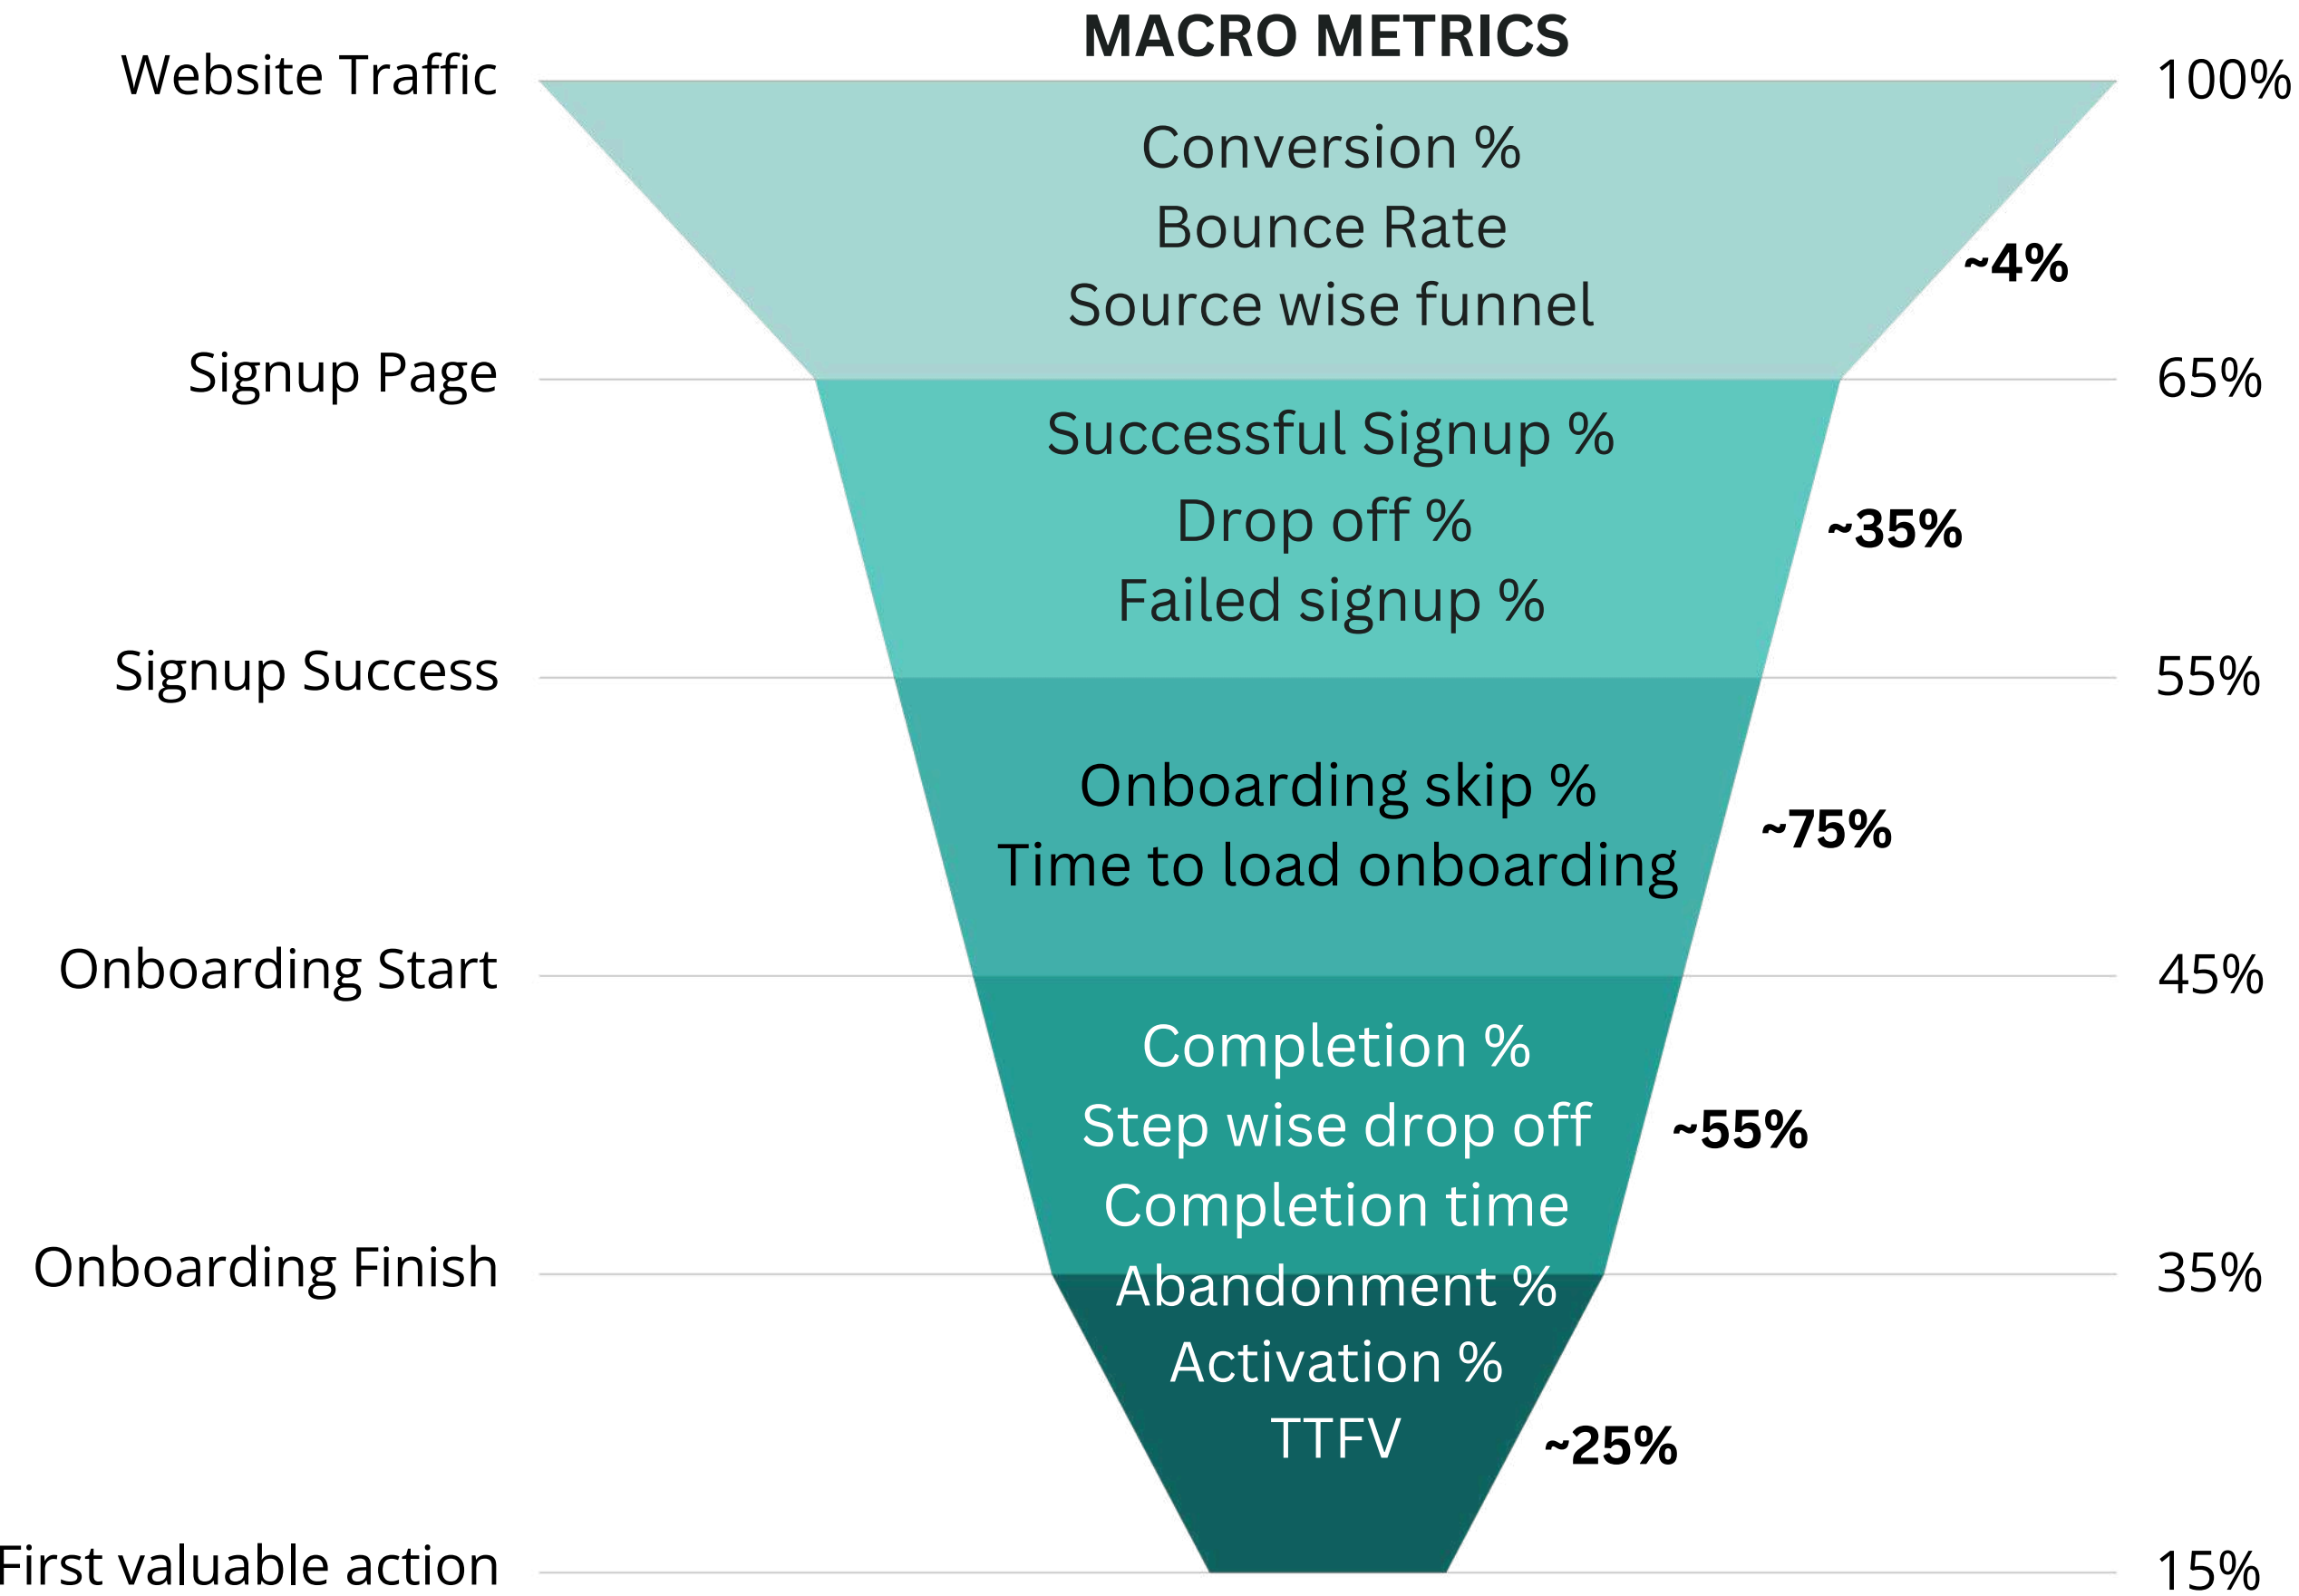 MACRO METRICS
Website Traffic
100%
Conversion %
Bounce Rate
~4%
Source wise funnel
Signup Page
65%
Successful Signup %
Drop off %
~35%
Failed signup %
Signup Success
55%
Onboarding skip %
~75%
Time to load onboarding
Onboarding Start
45%
Completion %
Step wise drop off
~55%
Completion time
Onboarding Finish
35%
Abandonment %
Activation %
TTFV
~25%
First valuable action
15%